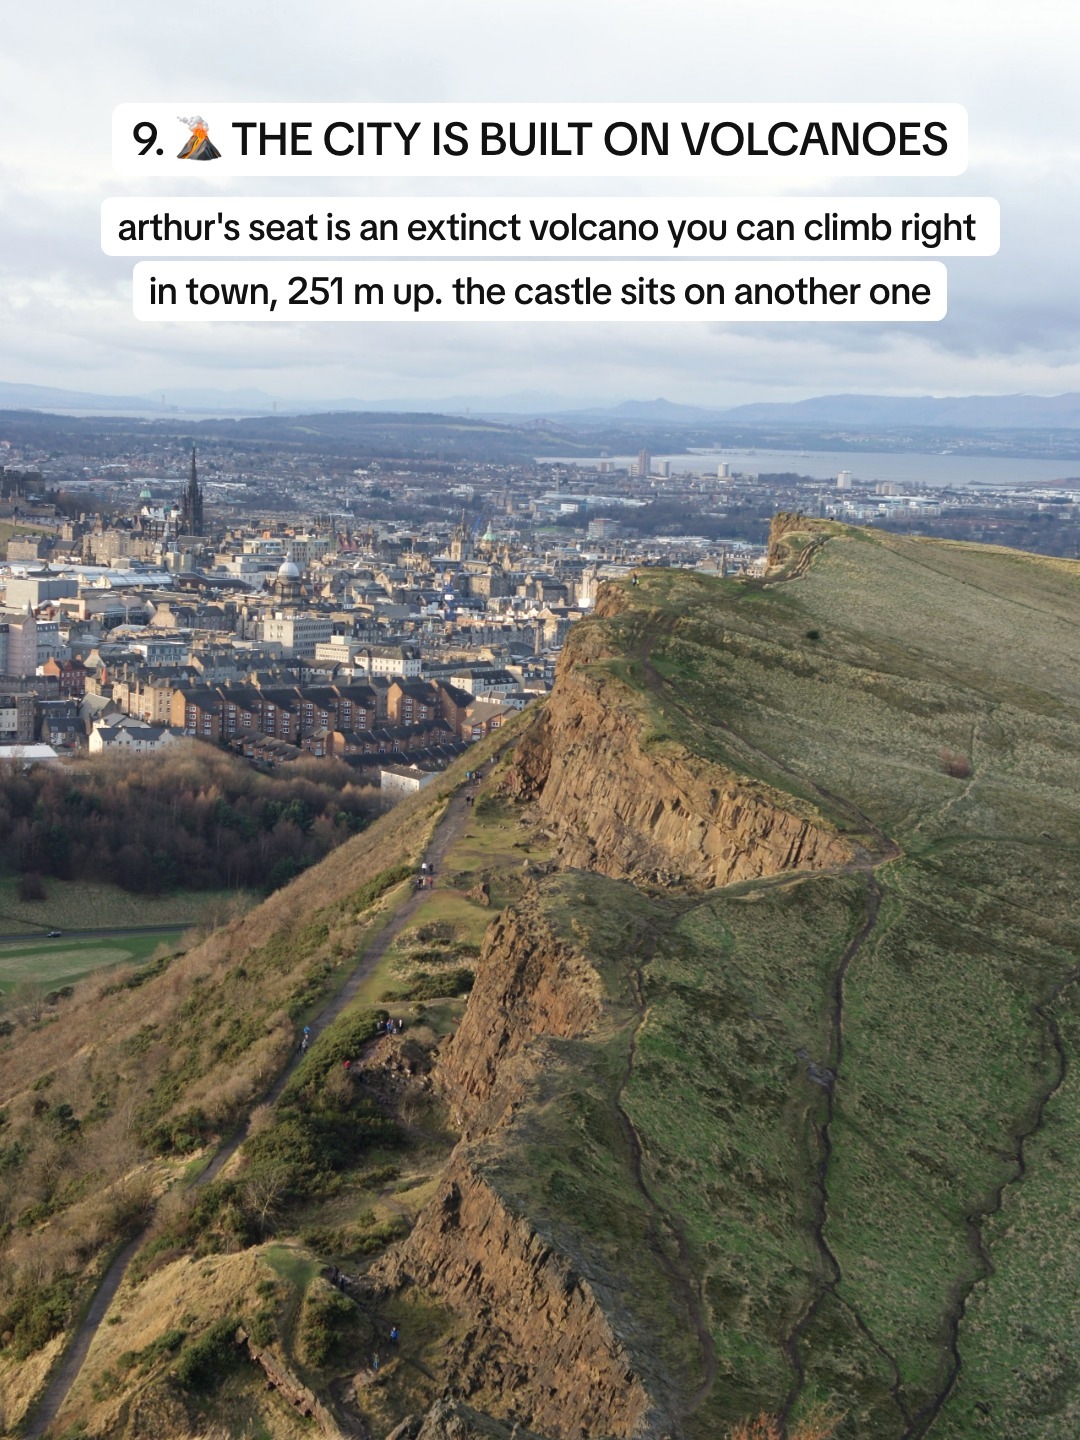 9. 🌋 THE CITY IS BUILT ON VOLCANOES
arthur's seat is an extinct volcano you can climb right
in town, 251 m up. the castle sits on another one